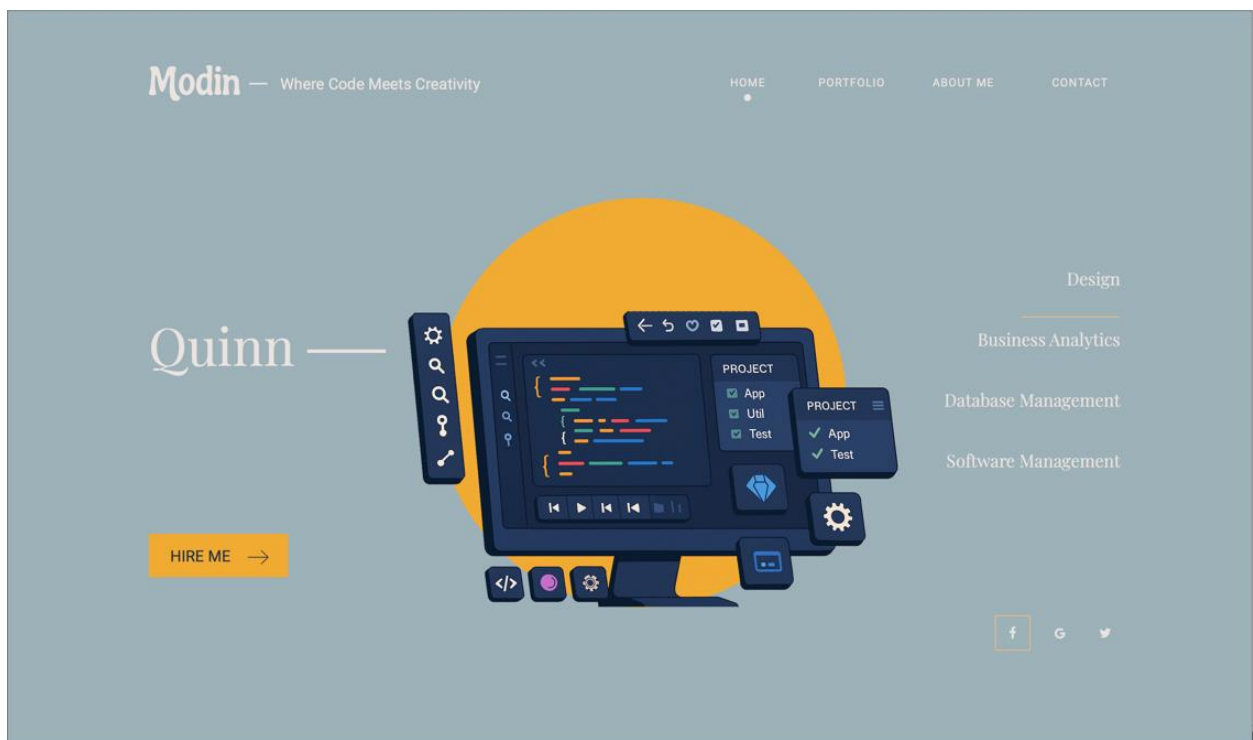 Modin — Where Code Meets Creativity
HOME PORTFOLIO ABOUT ME CONTACT
Quinn —
HIRE ME →
<<
{
{
{
{
PROJECT
App
Util
Test
PROJECT
App
Test
</>
Design
Business Analytics
Database Management
Software Management
f G